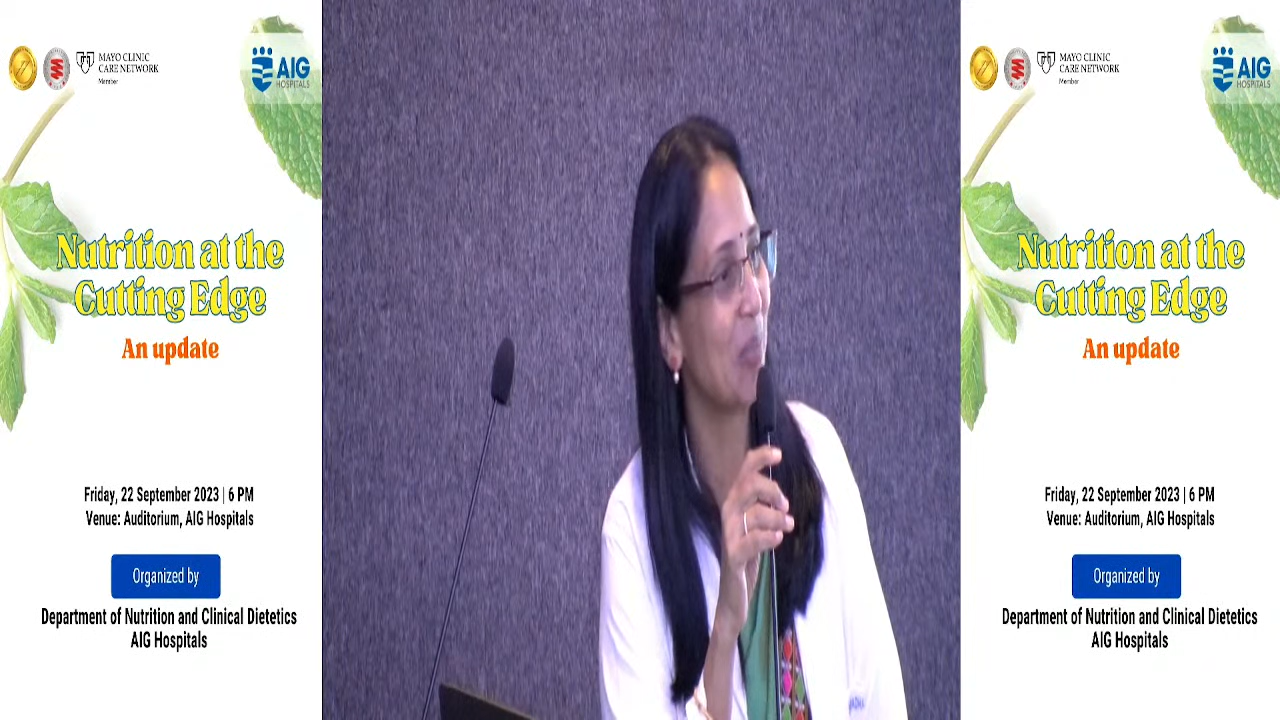 MAYO CLINIC
CARE NETWORK
Member
AIG
HOSPITALS
Nutrition at the
Cutting Edge
An update
Friday, 22 September 2023 | 6 PM
Venue: Auditorium, AIG Hospitals
Organized by
Department of Nutrition and Clinical Dietetics
AIG Hospitals
MAYO CLINIC
CARE NETWORK
Member
AIG
HOSPITALS
Nutrition at the
Cutting Edge
An update
Friday, 22 September 2023 | 6 PM
Venue: Auditorium, AIG Hospitals
Organized by
Department of Nutrition and Clinical Dietetics
AIG Hospitals